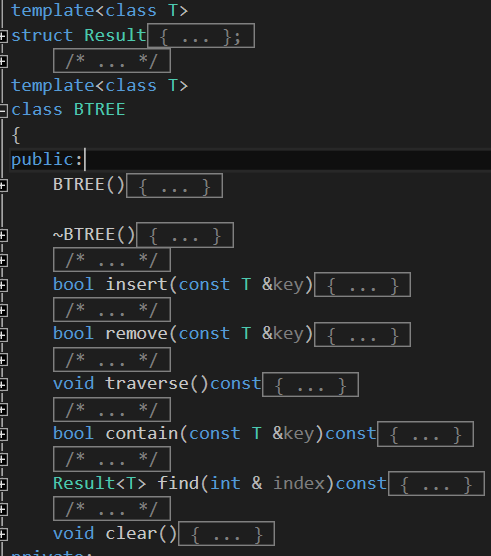 template<class T>
struct Result{ ... };
/* ... */
template<class T>
class BTREE
{
public:
BTREE(){ ... }
~BTREE(){ ... }
/* ... */
bool insert(const T &key){ ... }
/* ... */
bool remove(const T &key){ ... }
/* ... */
void traverse()const{ ... }
/* ... */
bool contain(const T &key)const{ ... }
/* ... */
Result<T> find(int & index)const{ ... }
/* ... */
void clear(){ ... }
private: